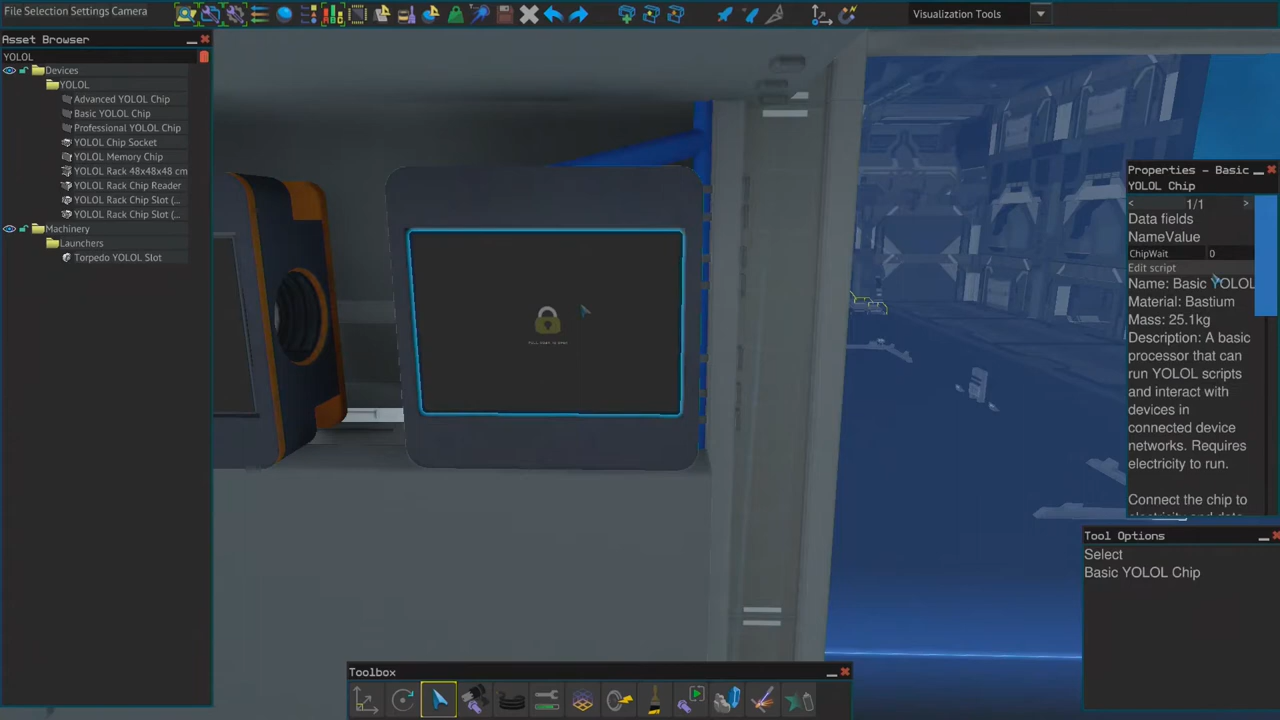 File Selection Settings Camera
Visualization Tools
Asset Browser
YOLOL
Devices
YOLOL
Advanced YOLOL Chip
Basic YOLOL Chip
Professional YOLOL Chip
YOLOL Chip Socket
YOLOL Memory Chip
YOLOL Rack 48x48x48 cm
YOLOL Rack Chip Reader
YOLOL Rack Chip Slot (...
YOLOL Rack Chip Slot (...
Machinery
Launchers
Torpedo YOLOL Slot
Properties - Basic
YOLOL Chip
< 1/1 >
Data fields
NameValue
ChipWait 0
Edit script
Name: Basic YOLOL
Material: Bastium
Mass: 25.1kg
Description: A basic
processor that can
run YOLOL scripts
and interact with
devices in
connected device
networks. Requires
electricity to run.
Connect the chip to
Tool Options
Select
Basic YOLOL Chip
Toolbox